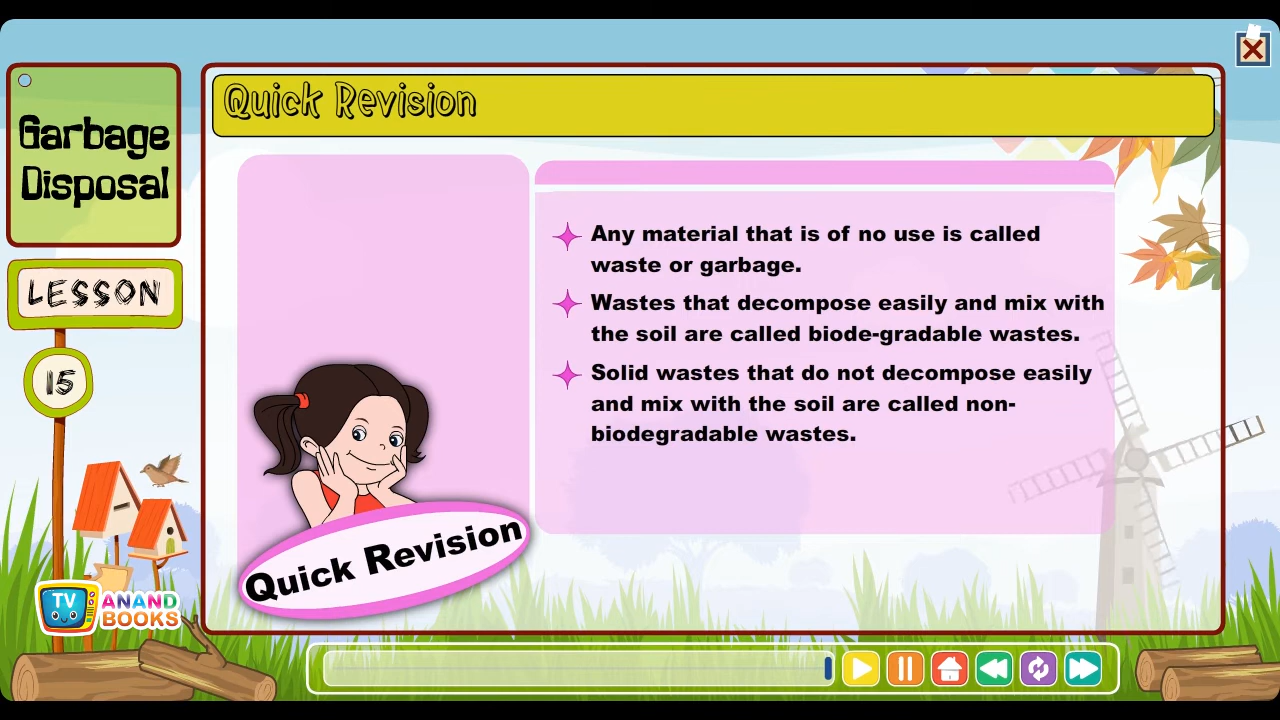 Quick Revision
Garbage
Disposal
LESSON
15
Any material that is of no use is called
waste or garbage.
Wastes that decompose easily and mix with
the soil are called biode-gradable wastes.
Solid wastes that do not decompose easily
and mix with the soil are called non-
biodegradable wastes.
Quick Revision
TV
ANAND
BOOKS